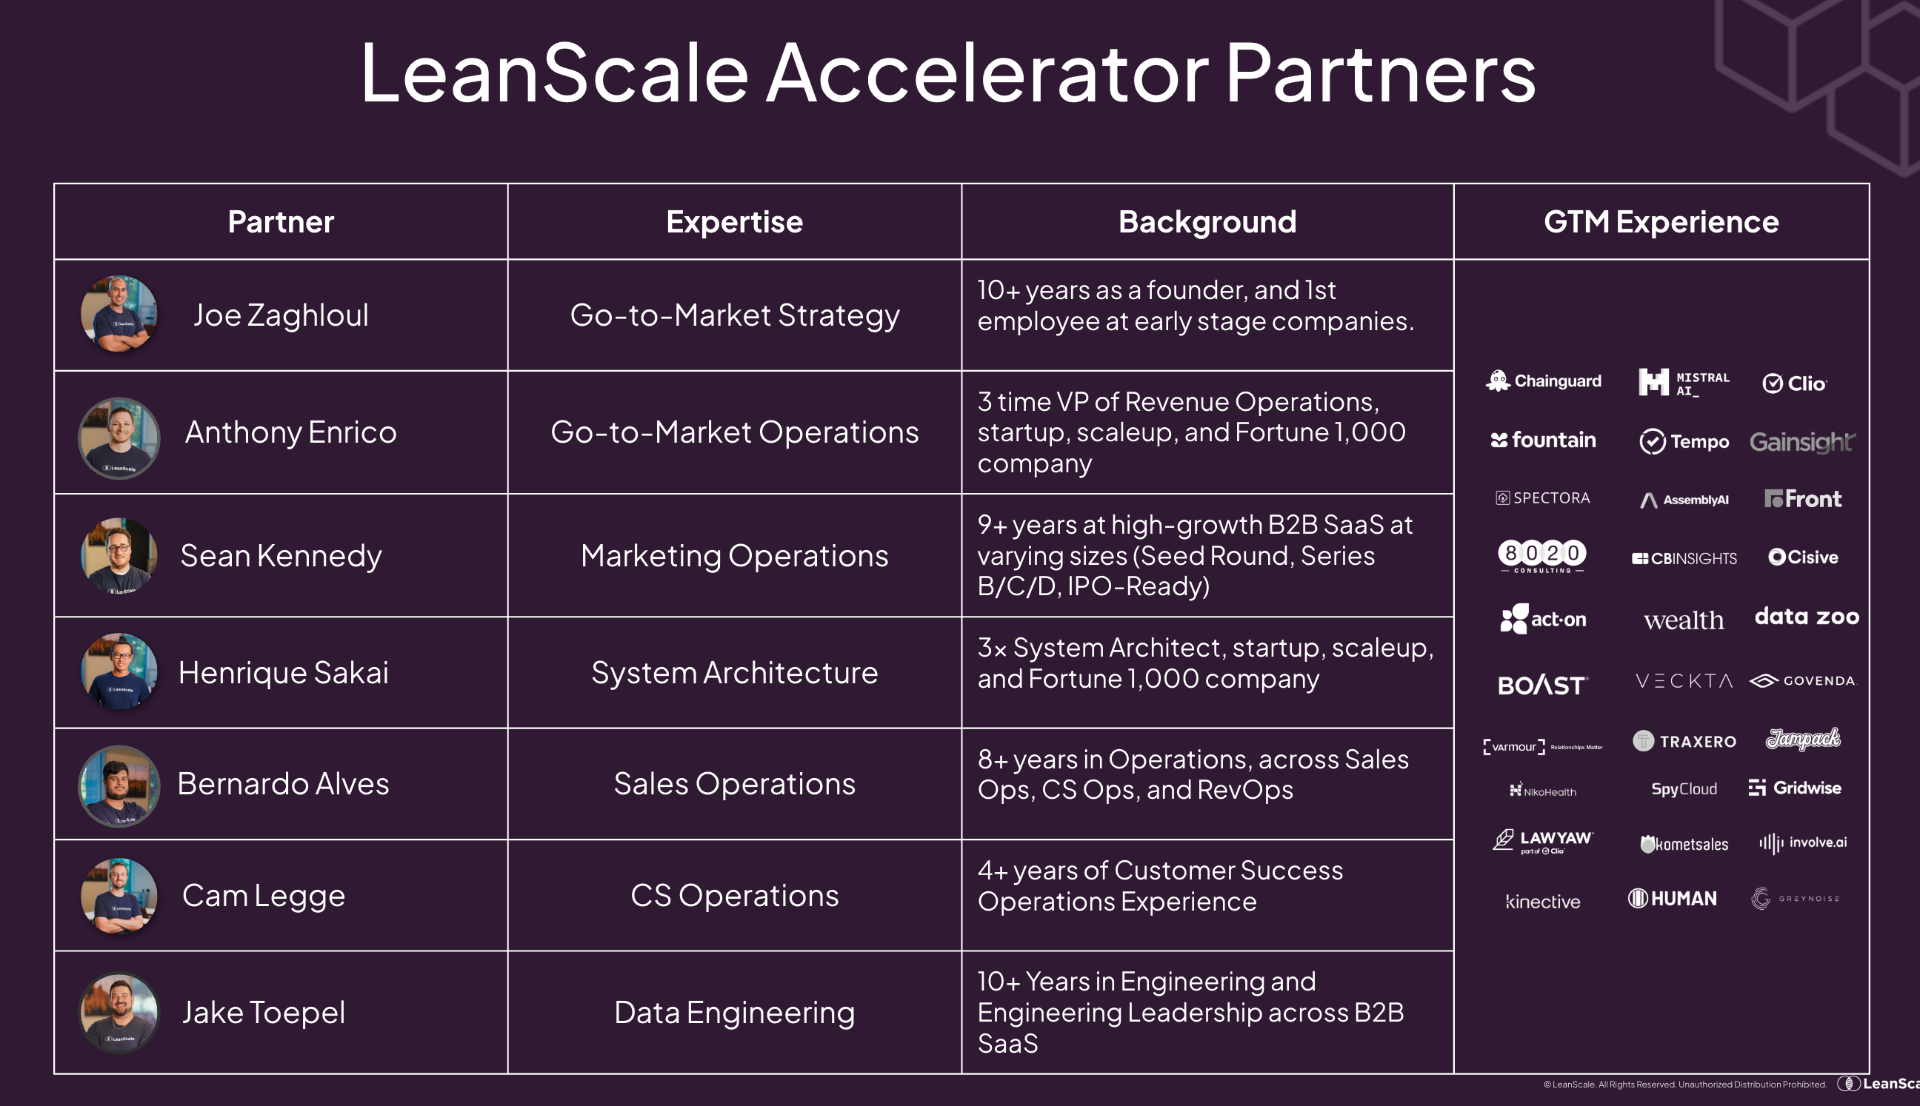 LeanScale Accelerator Partners
Partner
Expertise
Background
GTM Experience
Joe Zaghloul
Go-to-Market Strategy
10+ years as a founder, and 1st
employee at early stage companies.
Anthony Enrico
Go-to-Market Operations
3 time VP of Revenue Operations,
startup, scaleup, and Fortune 1,000
company
Sean Kennedy
Marketing Operations
9+ years at high-growth B2B SaaS at
varying sizes (Seed Round, Series
B/C/D, IPO-Ready)
Henrique Sakai
System Architecture
3x System Architect, startup, scaleup,
and Fortune 1,000 company
Bernardo Alves
Sales Operations
8+ years in Operations, across Sales
Ops, CS Ops, and RevOps
Cam Legge
CS Operations
4+ years of Customer Success
Operations Experience
Jake Toepel
Data Engineering
10+ Years in Engineering and
Engineering Leadership across B2B
SaaS
Chainguard
MISTRAL
AI_
Clio
fountain
Tempo
Gainsight
SPECTORA
AssemblyAI
Front
8020
CONSULTING
CBINSIGHTS
Cisive
act-on
wealth
data zoo
BOAST
VECKTA
GOVENDA
vARMOUR Relationships Matter
TRAXERO
Jampack
NikoHealth
SpyCloud
Gridwise
LAWYAW
part of Clio
kometsales
involve.ai
kinective
HUMAN
GREYNOISE
© LeanScale. All Rights Reserved. Unauthorized Distribution Prohibited.
LeanSca